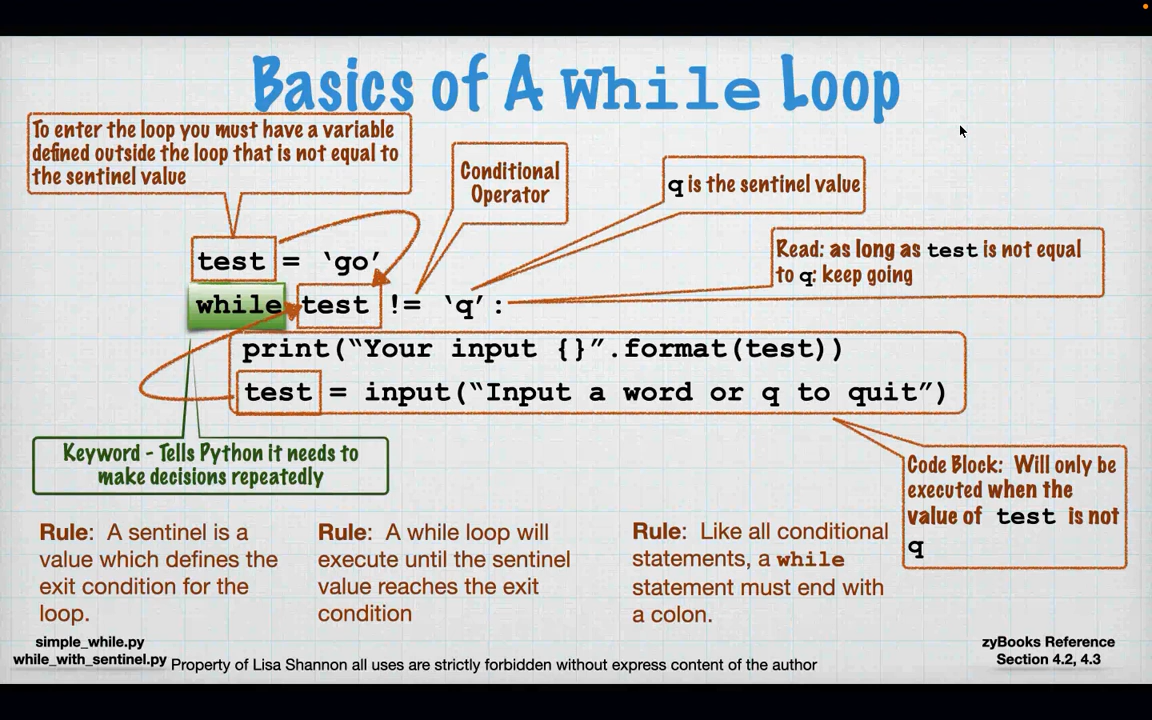 Basics of A While Loop
To enter the loop you must have a variable
defined outside the loop that is not equal to
the sentinel value
Conditional
Operator
q is the sentinel value
Read: as long as test is not equal
to q: keep going
test = ‘go’
while test != ‘q’:
print(“Your input {}”.format(test))
test = input(“Input a word or q to quit”)
Keyword - Tells Python it needs to
make decisions repeatedly
Code Block: Will only be
executed when the
value of test is not
q
Rule: A sentinel is a
value which defines the
exit condition for the
loop.
Rule: A while loop will
execute until the sentinel
value reaches the exit
condition
Rule: Like all conditional
statements, a while
statement must end with
a colon.
simple_while.py
while_with_sentinel.py
Property of Lisa Shannon all uses are strictly forbidden without express content of the author
zyBooks Reference
Section 4.2, 4.3